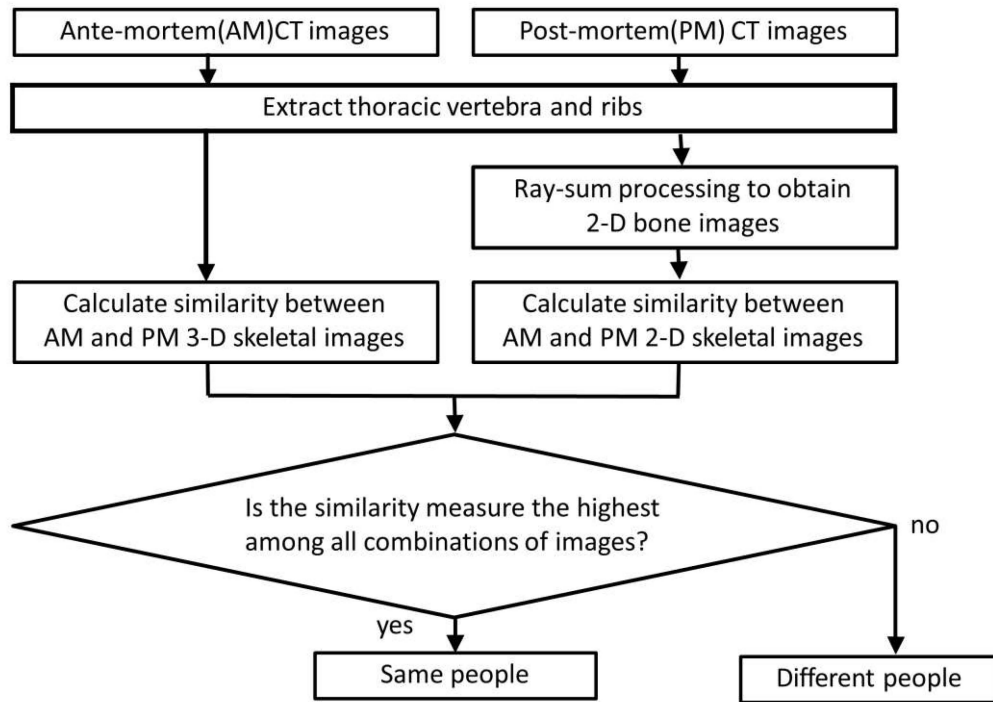 Ante-mortem(AM)CT images
Post-mortem(PM) CT images
Extract thoracic vertebra and ribs
Ray-sum processing to obtain
2-D bone images
Calculate similarity between
AM and PM 3-D skeletal images
Calculate similarity between
AM and PM 2-D skeletal images
Is the similarity measure the highest
among all combinations of images?
no
yes
Same people
Different people